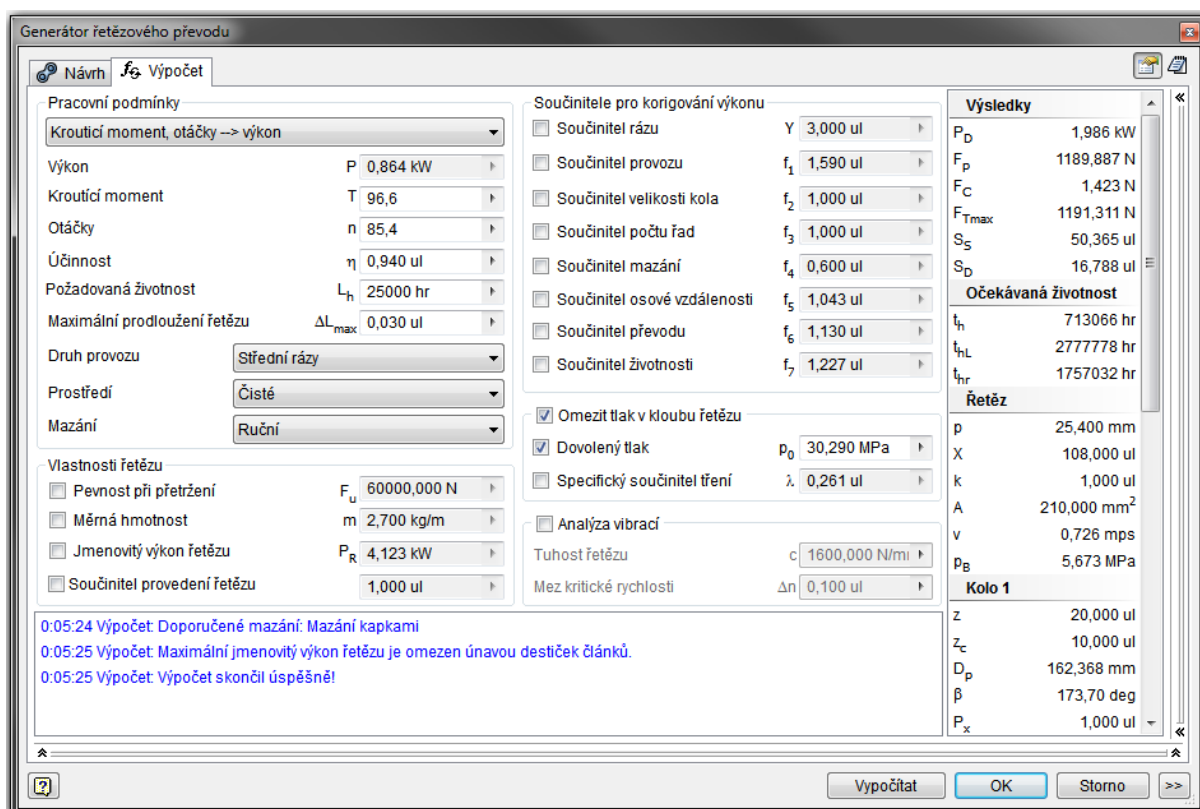 Generátor řetězového převodu
Návrh
Výpočet
Pracovní podmínky
Krouticí moment, otáčky --> výkon
Výkon P 0,864 kW
Kroutící moment T 96,6
Otáčky n 85,4
Účinnost η 0,940 ul
Požadovaná životnost Lh 25000 hr
Maximální prodloužení řetězu ΔLmax 0,030 ul
Druh provozu Střední rázy
Prostředí Čisté
Mazání Ruční
Vlastnosti řetězu
Pevnost při přetržení Fu 60000,000 N
Měrná hmotnost m 2,700 kg/m
Jmenovitý výkon řetězu PR 4,123 kW
Součinitel provedení řetězu 1,000 ul
Součinitele pro korigování výkonu
Součinitel rázu Y 3,000 ul
Součinitel provozu f1 1,590 ul
Součinitel velikosti kola f2 1,000 ul
Součinitel počtu řad f3 1,000 ul
Součinitel mazání f4 0,600 ul
Součinitel osové vzdálenosti f5 1,043 ul
Součinitel převodu f6 1,130 ul
Součinitel životnosti f7 1,227 ul
Omezit tlak v kloubu řetězu
Dovolený tlak p0 30,290 MPa
Specifický součinitel tření λ 0,261 ul
Analýza vibrací
Tuhost řetězu c 1600,000 N/m
Mez kritické rychlosti Δn 0,100 ul
Výsledky
PD 1,986 kW
Fp 1189,887 N
FC 1,423 N
FTmax 1191,311 N
SS 50,365 ul
SD 16,788 ul
Očekávaná životnost
th 713066 hr
thL 2777778 hr
thr 1757032 hr
Řetěz
p 25,400 mm
X 108,000 ul
k 1,000 ul
A 210,000 mm²
v 0,726 mps
pB 5,673 MPa
Kolo 1
z 20,000 ul
zc 10,000 ul
Dp 162,368 mm
β 173,70 deg
Px 1,000 ul
0:05:24 Výpočet: Doporučené mazání: Mazání kapkami
0:05:25 Výpočet: Maximální jmenovitý výkon řetězu je omezen únavou destiček článků.
0:05:25 Výpočet: Výpočet skončil úspěšně!
Vypočítat
OK
Storno
>>